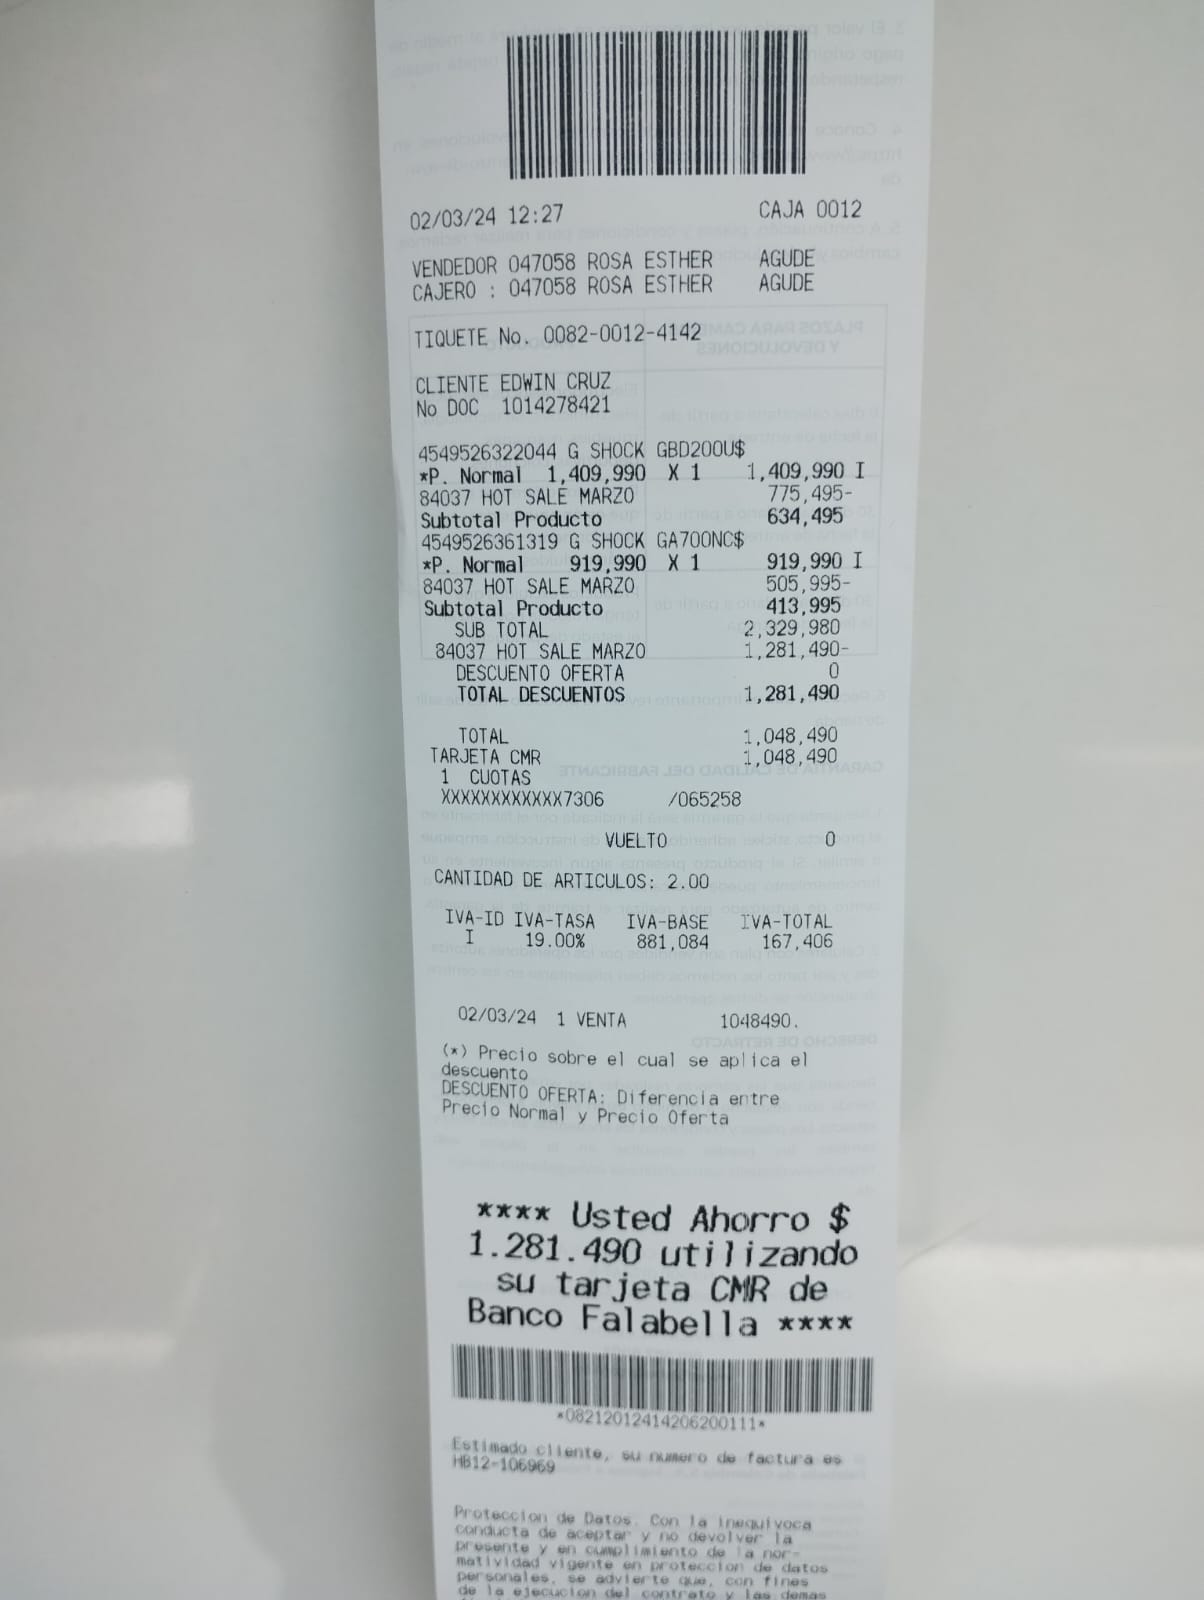 02/03/24 12:27 CAJA 0012
VENDEDOR 047058 ROSA ESTHER AGUDE
CAJERO : 047058 ROSA ESTHER AGUDE
TIQUETE No. 0082-0012-4142
CLIENTE EDWIN CRUZ
No DOC 1014278421
4549526322044 G SHOCK GBD200U$
*P. Normal 1,409,990 X 1 1,409,990 I
84037 HOT SALE MARZO 775,495-
Subtotal Producto 634,495
4549526361319 G SHOCK GA700NC$
*P. Normal 919,990 X 1 919,990 I
84037 HOT SALE MARZO 505,995-
Subtotal Producto 413,995
SUB TOTAL 2,329,980
84037 HOT SALE MARZO 1,281,490-
DESCUENTO OFERTA 0
TOTAL DESCUENTOS 1,281,490
TOTAL 1,048,490
TARJETA CMR 1,048,490
1 CUOTAS
XXXXXXXXXXXX7306 /065258
VUELTO 0
CANTIDAD DE ARTICULOS: 2.00
IVA-ID IVA-TASA IVA-BASE IVA-TOTAL
I 19.00% 881,084 167,406
02/03/24 1 VENTA 1048490.
(*) Precio sobre el cual se aplica el
descuento
DESCUENTO OFERTA: Diferencia entre
Precio Normal y Precio Oferta
**** Usted Ahorro $
1.281.490 utilizando
su tarjeta CMR de
Banco Falabella ****
*08212012414206200111*
Estimado cliente, su numero de factura es
HB12-106969
Proteccion de Datos. Con la inequivoca
conducta de aceptar y no devolver la
presente y en cumplimiento de la nor-
matividad vigente en proteccion de datos
personales, se advierte que, con fines
de la ejecucion del contrato y las demas